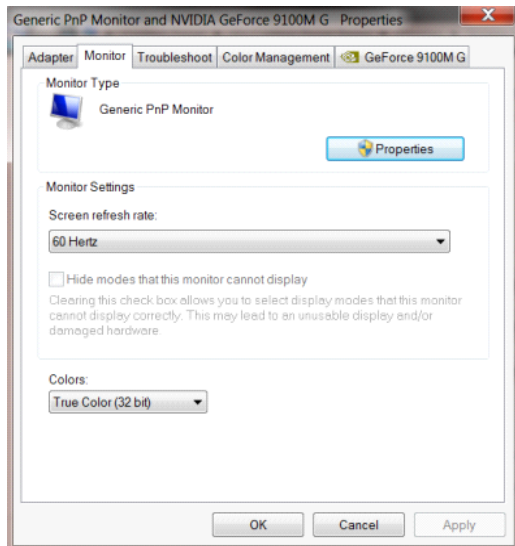 Generic PnP Monitor and NVIDIA GeForce 9100M G Properties
X
Adapter Monitor Troubleshoot Color Management GeForce 9100M G
Monitor Type
Generic PnP Monitor
Properties
Monitor Settings
Screen refresh rate:
60 Hertz
Hide modes that this monitor cannot display
Clearing this check box allows you to select display modes that this monitor
cannot display correctly. This may lead to an unusable display and/or
damaged hardware.
Colors:
True Color (32 bit)
OK Cancel Apply